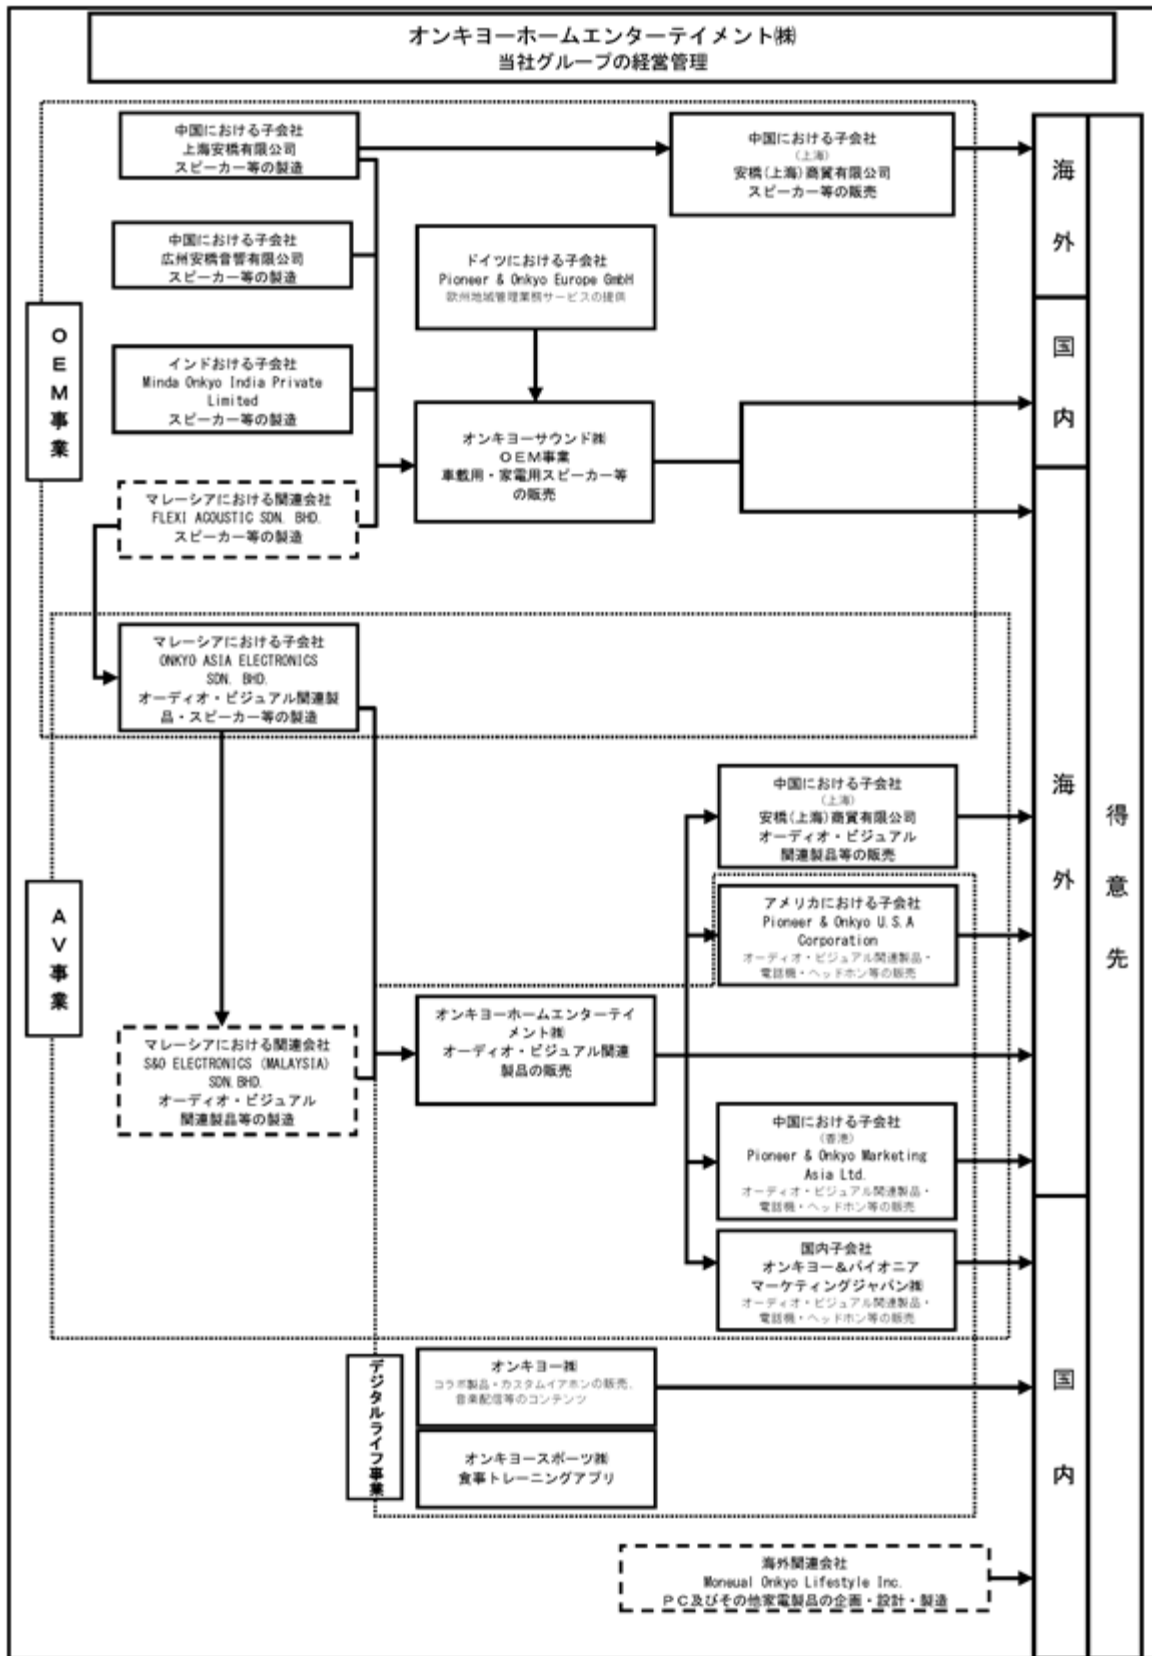 オンキヨーホームエンターテイメント㈱
当社グループの経営管理
中国における子会社
上海安橋有限公司
スピーカー等の製造
中国における子会社
(上海)
安橋(上海)商貿有限公司
スピーカー等の販売
海外
中国における子会社
広州安橋音響有限公司
スピーカー等の製造
ドイツにおける子会社
Pioneer & Onkyo Europe GmbH
欧州地域管理業務サービスの提供
OEM事業
国内
インドおける子会社
Minda Onkyo India Private
Limited
スピーカー等の製造
オンキヨーサウンド㈱
OEM事業
車載用・家電用スピーカー等
の販売
マレーシアにおける関連会社
FLEXI ACOUSTIC SDN. BHD.
スピーカー等の製造
マレーシアにおける子会社
ONKYO ASIA ELECTRONICS
SDN. BHD.
オーディオ・ビジュアル関連製
品・スピーカー等の製造
海外
得意先
中国における子会社
(上海)
安橋(上海)商貿有限公司
オーディオ・ビジュアル
関連製品等の販売
AV事業
アメリカにおける子会社
Pioneer & Onkyo U.S.A
Corporation
オーディオ・ビジュアル関連製品・
電話機・ヘッドホン等の販売
オンキヨーホームエンターテイ
メント㈱
オーディオ・ビジュアル関連
製品の販売
マレーシアにおける関連会社
S&O ELECTRONICS (MALAYSIA)
SDN.BHD.
オーディオ・ビジュアル
関連製品等の製造
中国における子会社
(香港)
Pioneer & Onkyo Marketing
Asia Ltd.
オーディオ・ビジュアル関連製品・
電話機・ヘッドホン等の販売
国内子会社
オンキヨー&パイオニア
マーケティングジャパン㈱
オーディオ・ビジュアル関連製品・
電話機・ヘッドホン等の販売
デジタルライフ事業
オンキヨー㈱
コラボ製品・カスタムイアホンの販売、
音楽配信等のコンテンツ
国内
オンキヨースポーツ㈱
食事トレーニングアプリ
海外関連会社
Moneual Onkyo Lifestyle Inc.
PC及びその他家電製品の企画・設計・製造